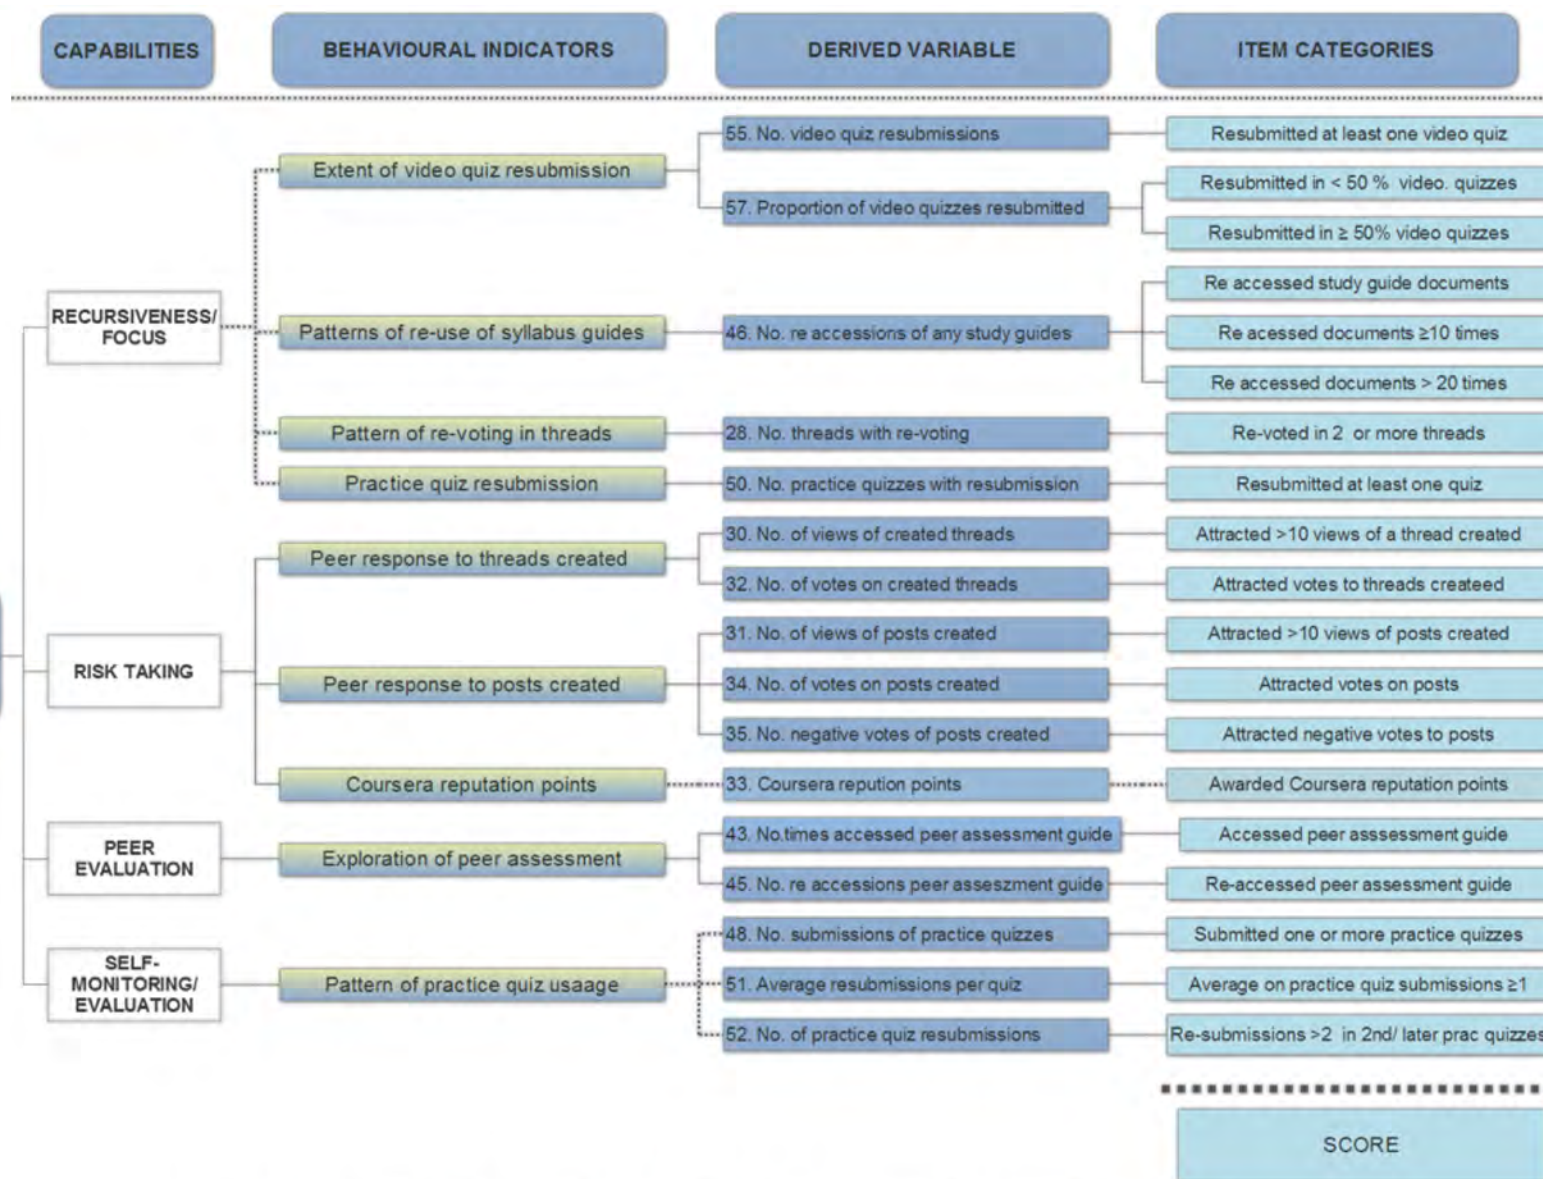 CAPABILITIES
BEHAVIOURAL INDICATORS
DERIVED VARIABLE
ITEM CATEGORIES
RECURSIVENESS/
FOCUS
Extent of video quiz resubmission
55. No. video quiz resubmissions
Resubmitted at least one video quiz
57. Proportion of video quizzes resubmitted
Resubmitted in < 50 % video. quizzes
Resubmitted in ≥ 50% video quizzes
Patterns of re-use of syllabus guides
46. No. re accessions of any study guides
Re accessed study guide documents
Re acessed documents ≥10 times
Re accessed documents > 20 times
Pattern of re-voting in threads
28. No. threads with re-voting
Re-voted in 2 or more threads
Practice quiz resubmission
50. No. practice quizzes with resubmission
Resubmitted at least one quiz
RISK TAKING
Peer response to threads created
30. No. of views of created threads
Attracted >10 views of a thread created
32. No. of votes on created threads
Attracted votes to threads createed
Peer response to posts created
31. No. of views of posts created
Attracted >10 views of posts created
34. No. of votes on posts created
Attracted votes on posts
35. No. negative votes of posts created
Attracted negative votes to posts
Coursera reputation points
33. Coursera repution points
Awarded Coursera reputation points
PEER
EVALUATION
Exploration of peer assessment
43. No.times accessed peer assessment guide
Accessed peer asssessment guide
45. No. re accessions peer asseszment guide
Re-accessed peer assessment guide
SELF-
MONITORING/
EVALUATION
Pattern of practice quiz usaage
48. No. submissions of practice quizzes
Submitted one or more practice quizzes
51. Average resubmissions per quiz
Average on practice quiz submissions ≥1
52. No. of practice quiz resubmissions
Re-submissions >2 in 2nd/ later prac quizzes
SCORE